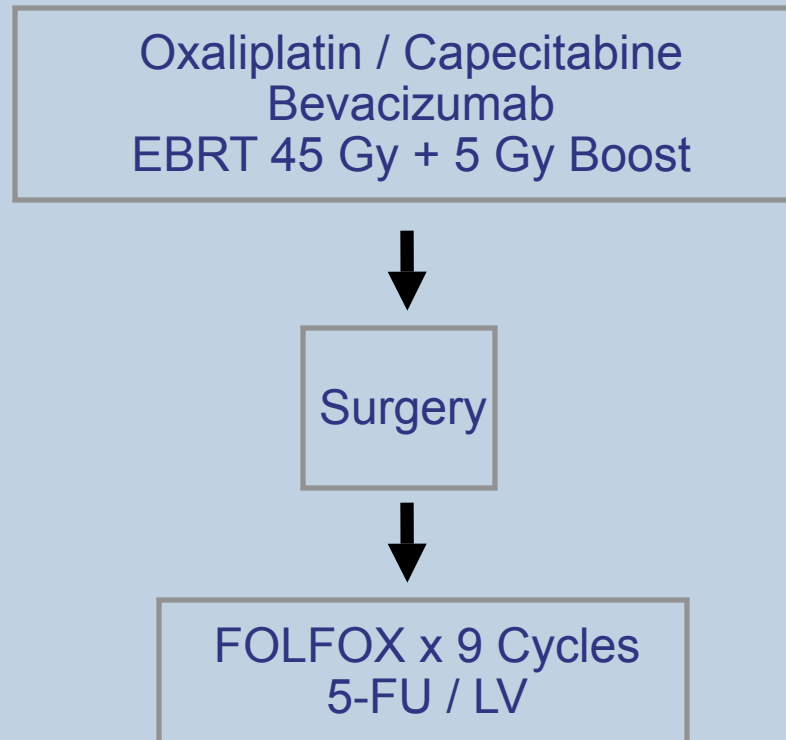 Oxaliplatin / Capecitabine
Bevacizumab
EBRT 45 Gy + 5 Gy Boost
Surgery
FOLFOX x 9 Cycles
5-FU / LV